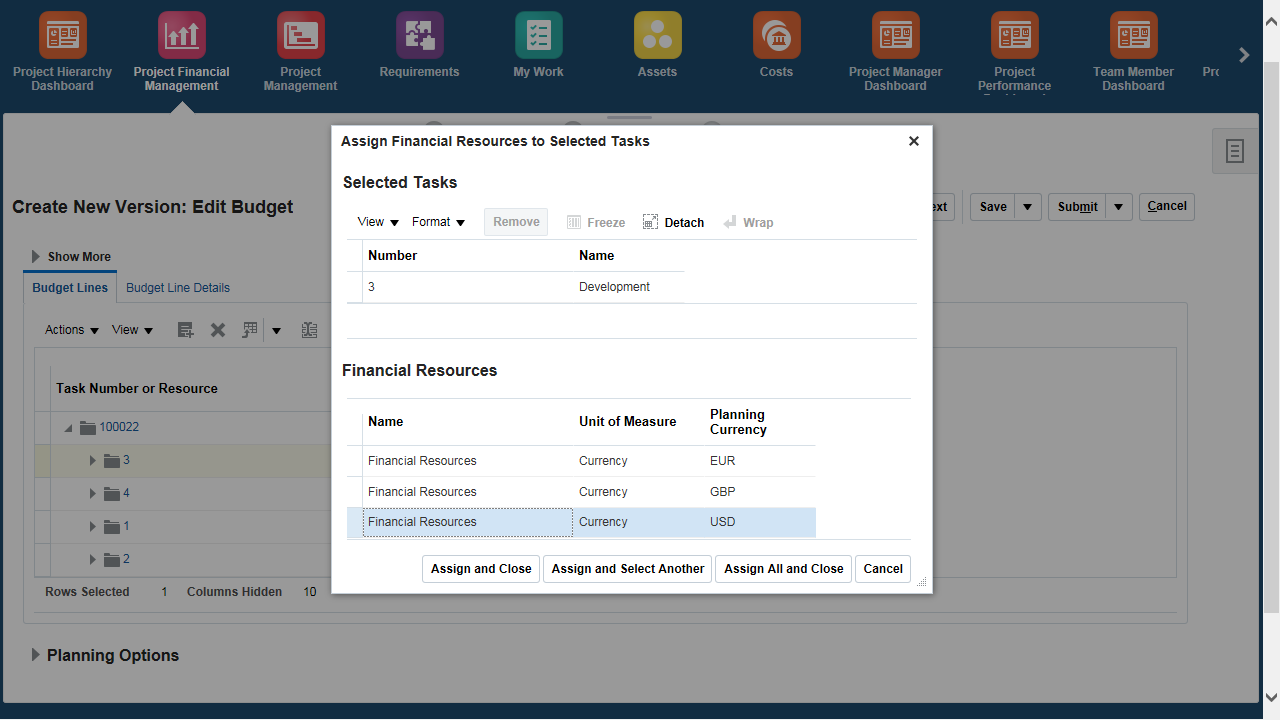 Project Hierarchy
Dashboard
Project Financial
Management
Project
Management
Requirements
My Work
Assets
Costs
Project Manager
Dashboard
Project
Performance
Team Member
Dashboard
Assign Financial Resources to Selected Tasks
Selected Tasks
View Format Remove Freeze Detach Wrap
Number Name
3 Development
Financial Resources
Name Unit of Measure Planning
Currency
Financial Resources Currency EUR
Financial Resources Currency GBP
Financial Resources Currency USD
Assign and Close Assign and Select Another Assign All and Close Cancel
Create New Version: Edit Budget
ext Save Submit Cancel
Show More
Budget Lines Budget Line Details
Actions View
Task Number or Resource
100022
3
4
1
2
Rows Selected 1 Columns Hidden 10
Planning Options